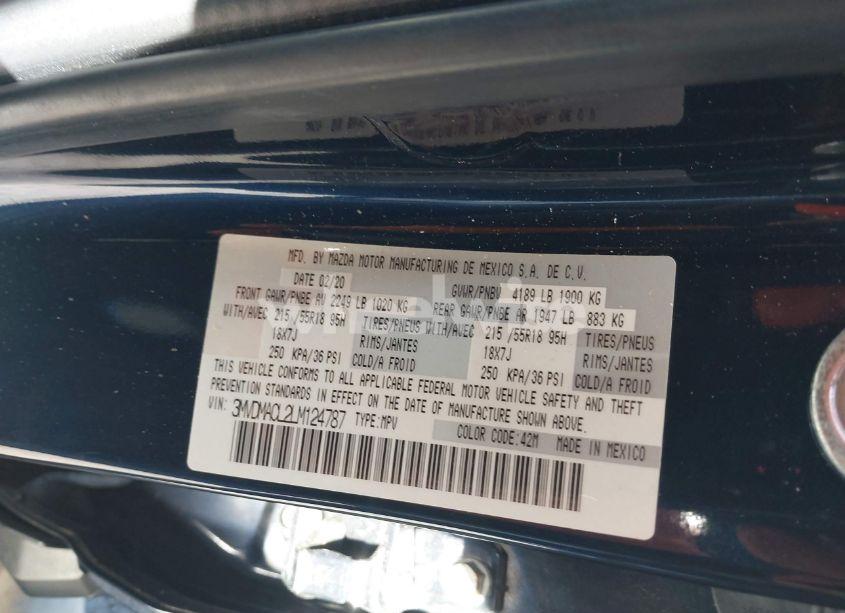 MFD. BY MAZDA MOTOR MANUFACTURING DE MEXICO S.A. DE C.V.
DATE 02/20 GVWR/PNBV 4189 LB 1900 KG
FRONT GAWR/PNBE AV 2249 LB 1020 KG REAR GAWR/PNBE AR 1947 LB 883 KG
WITH/AVEC 215 /55R18 95H TIRES/PNEUS WITH/AVEC 215 /55R18 95H TIRES/PNEUS
18X7J RIMS/JANTES 18X7J RIMS/JANTES
250 KPA/36 PSI COLD/A FROID 250 KPA/36 PSI COLD/A FROID
THIS VEHICLE CONFORMS TO ALL APPLICABLE FEDERAL MOTOR VEHICLE SAFETY AND THEFT
PREVENTION STANDARDS IN EFFECT ON THE DATE OF MANUFACTURE SHOWN ABOVE.
VIN: 3MVDMACL2LM124787 TYPE:MPV
COLOR CODE:42M MADE IN MEXICO